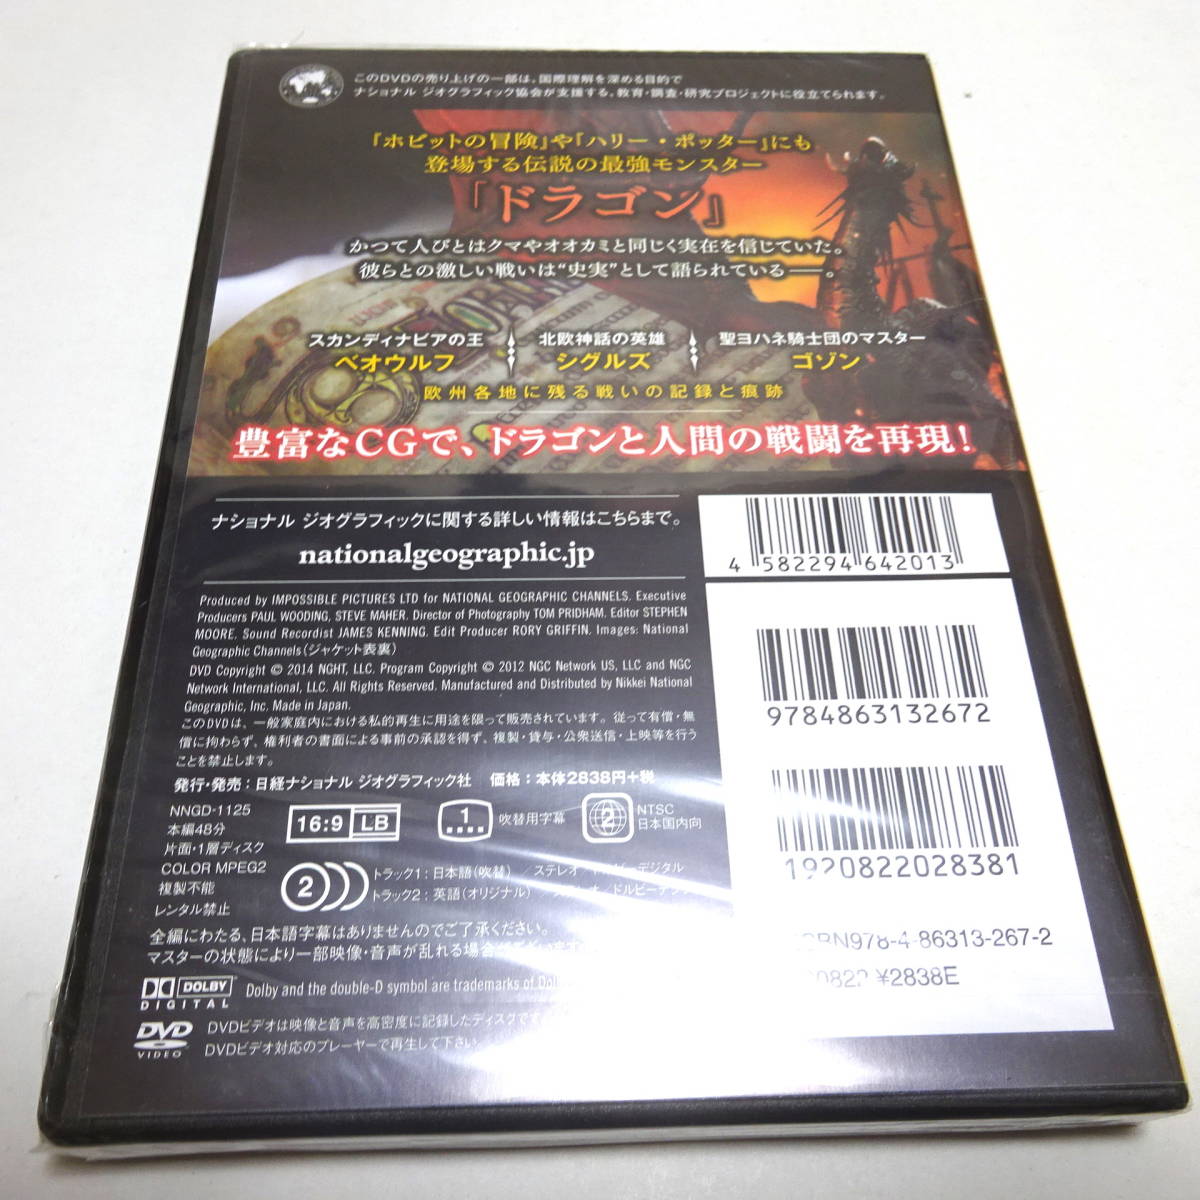 このDVDの売り上げの一部は、国際理解を深める目的で
ナショナル ジオグラフィック協会が支援する、教育・調査・研究プロジェクトに役立てられます。
『ホビットの冒険』や『ハリー・ポッター』にも
登場する伝説の最強モンスター
『ドラゴン』
かつて人びとはクマやオオカミと同じく実在を信じていた。
彼らとの激しい戦いは“史実”として語られている――。
スカンディナビアの王
ベオウルフ
北欧神話の英雄
シグルズ
聖ヨハネ騎士団のマスター
ゴゾン
欧州各地に残る戦いの記録と痕跡
豊富なCGで、ドラゴンと人間の戦闘を再現！
ナショナル ジオグラフィックに関する詳しい情報はこちらまで。
nationalgeographic.jp
Produced by IMPOSSIBLE PICTURES LTD for NATIONAL GEOGRAPHIC CHANNELS. Executive
Producers PAUL WOODING, STEVE MAHER. Director of Photography TOM PRIDHAM. Editor STEPHEN
MOORE. Sound Recordist JAMES KENNING. Edit Producer RORY GRIFFIN. Images: National
Geographic Channels（ジャケット表裏）
DVD Copyright © 2014 NGHT, LLC. Program Copyright © 2012 NGC Network US, LLC and NGC
Network International, LLC. All Rights Reserved. Manufactured and Distributed by Nikkei National
Geographic, Inc. Made in Japan.
このDVDは、一般家庭内における私的再生に用途を限って販売されています。従って有償・無
償に拘わらず、権利者の書面による事前の承認を得ず、複製・貸与・公衆送信・上映等を行う
ことを禁止します。
発行・発売：日経ナショナル ジオグラフィック社 価格：本体2838円+税
NNGD-1125
本編48分
片面・1層ディスク
COLOR MPEG2
複製不能
レンタル禁止
16:9 LB
1
吹替用字幕
2
NTSC
日本国内向
2
トラック1：日本語（吹替）／ステレオ／ドルビーデジタル
トラック2：英語（オリジナル）／ステレオ／ドルビーデジ
全編にわたる、日本語字幕はありませんのでご了承ください。
マスターの状態により一部映像・音声が乱れる場合がございます
DOLBY
DIGITAL
Dolby and the double-D symbol are trademarks of
DVD
VIDEO
DVDビデオは映像と音声を高密度に記録したディスクです
DVDビデオ対応のプレーヤーで再生して下さい。
4 582294 642013
9784863132672
1920822028381
ISBN978-4-86313-267-2
0822 ¥2838E